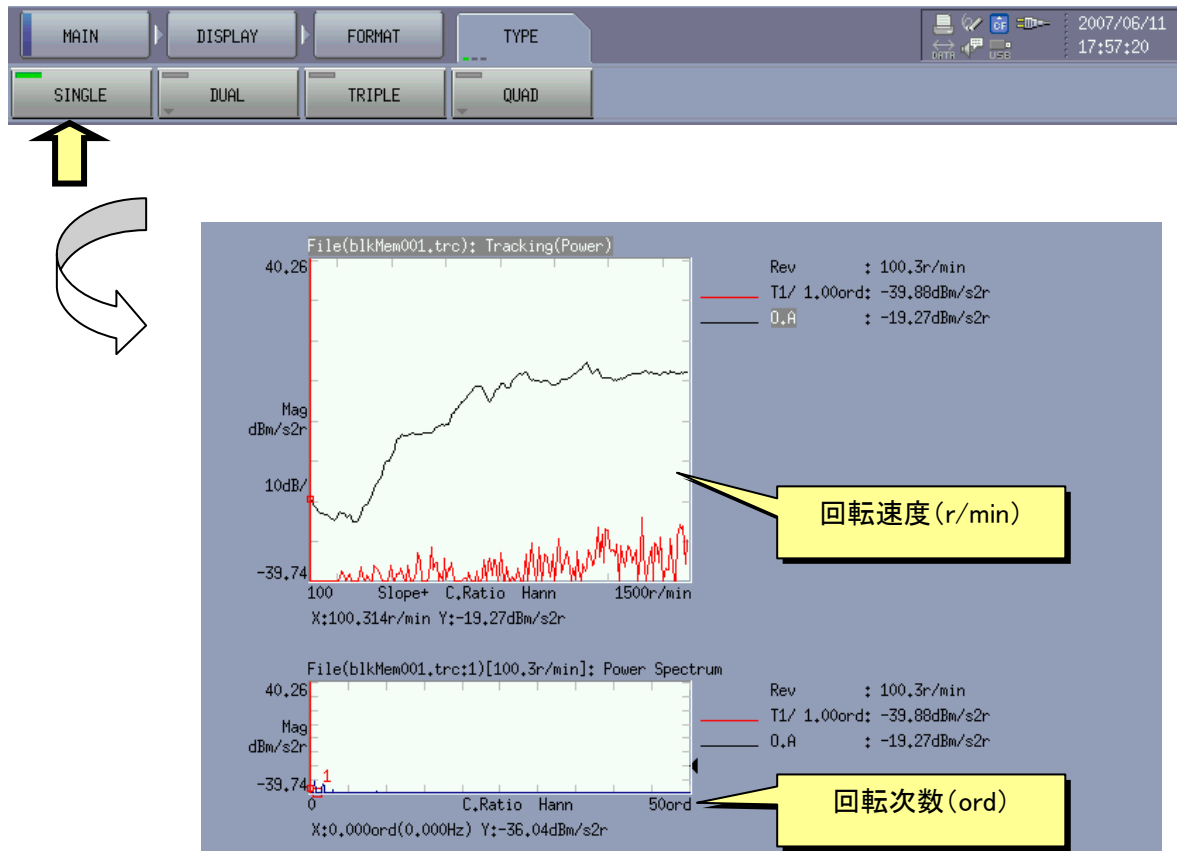 MAIN DISPLAY FORMAT TYPE
2007/06/11
17:57:20
CF
DATA USB
SINGLE DUAL TRIPLE QUAD
File(blkMem001.trc): Tracking(Power)
40.26
Mag
dBm/s2r
10dB/
-39.74
100 Slope+ C.Ratio Hann 1500r/min
X:100.314r/min Y:-19.27dBm/s2r
Rev : 100.3r/min
T1/ 1.00ord: -39.88dBm/s2r
O.A : -19.27dBm/s2r
回転速度(r/min)
File(blkMem001.trc:1)[100.3r/min]: Power Spectrum
40.26
Mag
dBm/s2r
-39.74
1
0 C.Ratio Hann 50ord
X:0.000ord(0.000Hz) Y:-36.04dBm/s2r
Rev : 100.3r/min
T1/ 1.00ord: -39.88dBm/s2r
O.A : -19.27dBm/s2r
回転次数(ord)